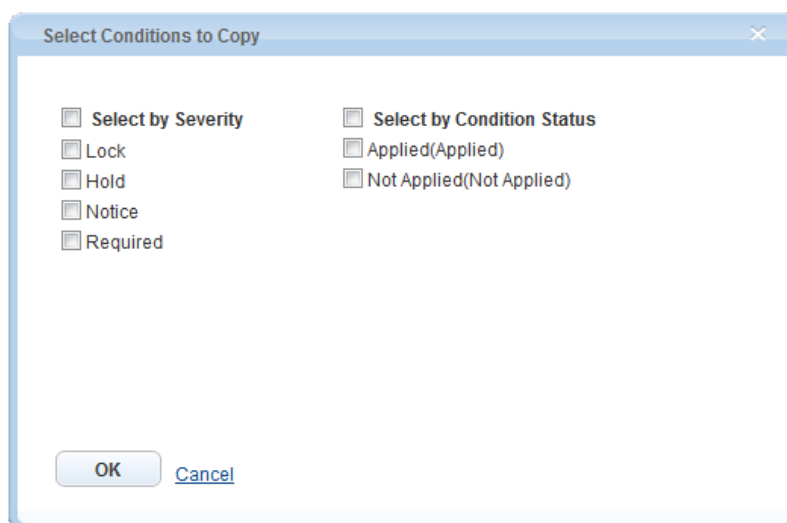 Select Conditions to Copy
Select by Severity
Lock
Hold
Notice
Required
Select by Condition Status
Applied(Applied)
Not Applied(Not Applied)
OK
Cancel